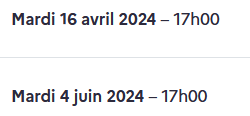 Mardi 16 avril 2024 – 17h00
Mardi 4 juin 2024 – 17h00